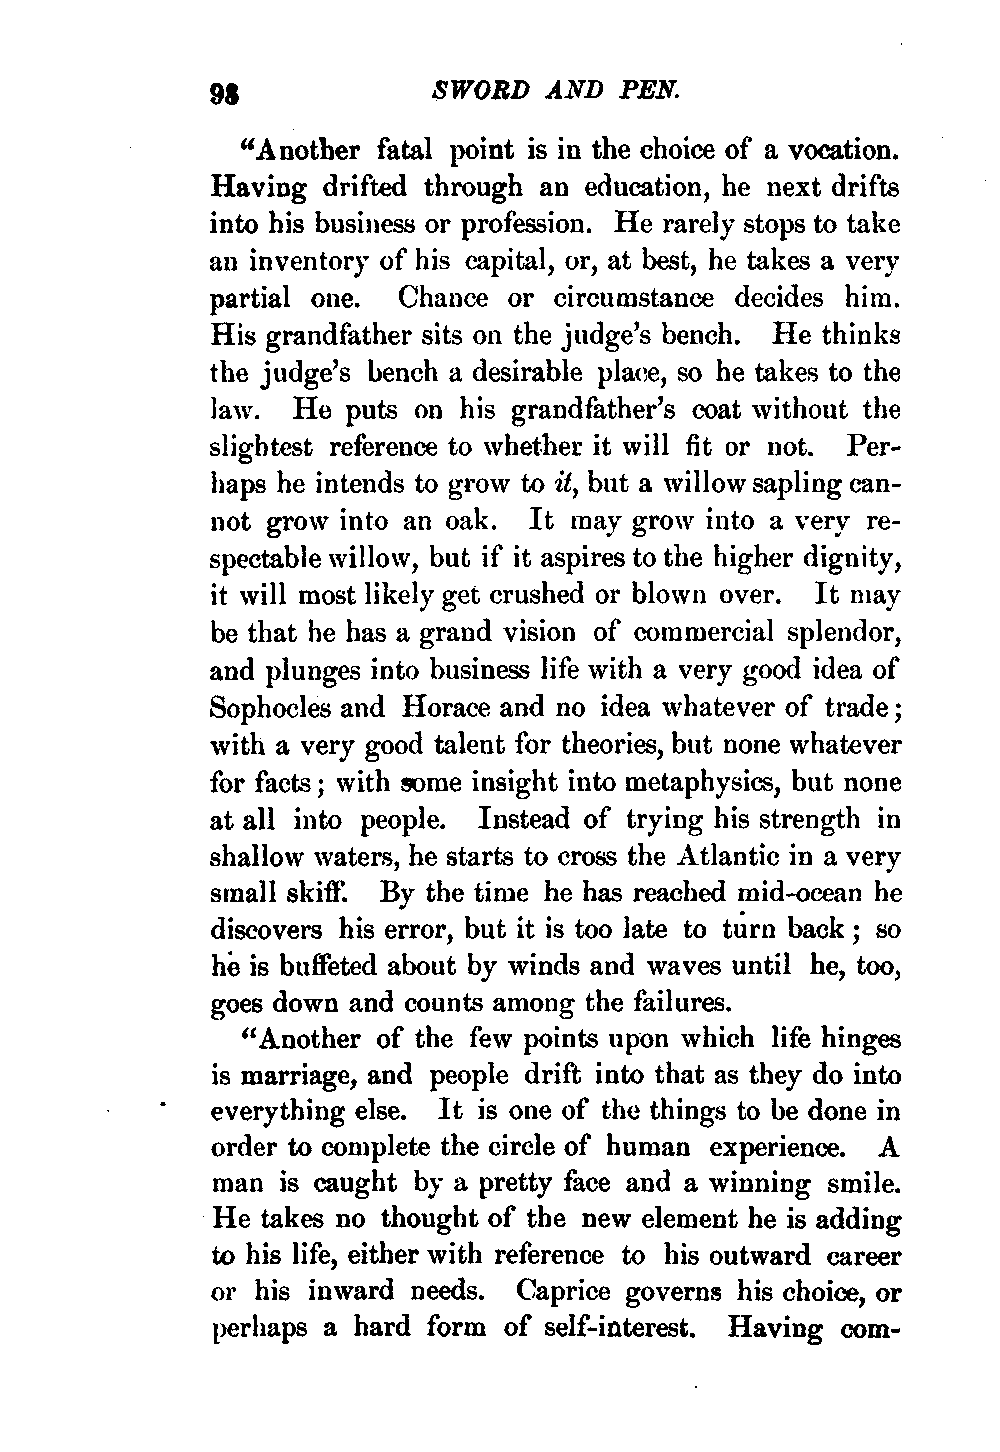 98 SWORD AND PEN.
"Another fatal point is in the choice of a vocation.
Having drifted through an education, he next drifts
into his business or profession. He rarely stops to take
an inventory of his capital, or, at best, he takes a very
partial one. Chance or circumstance decides him.
His grandfather sits on the judge's bench. He thinks
the judge's bench a desirable place, so he takes to the
law. He puts on his grandfather's coat without the
slightest reference to whether it will fit or not. Per-
haps he intends to grow to it, but a willow sapling can-
not grow into an oak. It may grow into a very re-
spectable willow, but if it aspires to the higher dignity,
it will most likely get crushed or blown over. It may
be that he has a grand vision of commercial splendor,
and plunges into business life with a very good idea of
Sophocles and Horace and no idea whatever of trade;
with a very good talent for theories, but none whatever
for facts; with some insight into metaphysics, but none
at all into people. Instead of trying his strength in
shallow waters, he starts to cross the Atlantic in a very
small skiff. By the time he has reached mid-ocean he
discovers his error, but it is too late to turn back; so
he is buffeted about by winds and waves until he, too,
goes down and counts among the failures.
"Another of the few points upon which life hinges
is marriage, and people drift into that as they do into
everything else. It is one of the things to be done in
order to complete the circle of human experience. A
man is caught by a pretty face and a winning smile.
He takes no thought of the new element he is adding
to his life, either with reference to his outward career
or his inward needs. Caprice governs his choice, or
perhaps a hard form of self-interest. Having com-